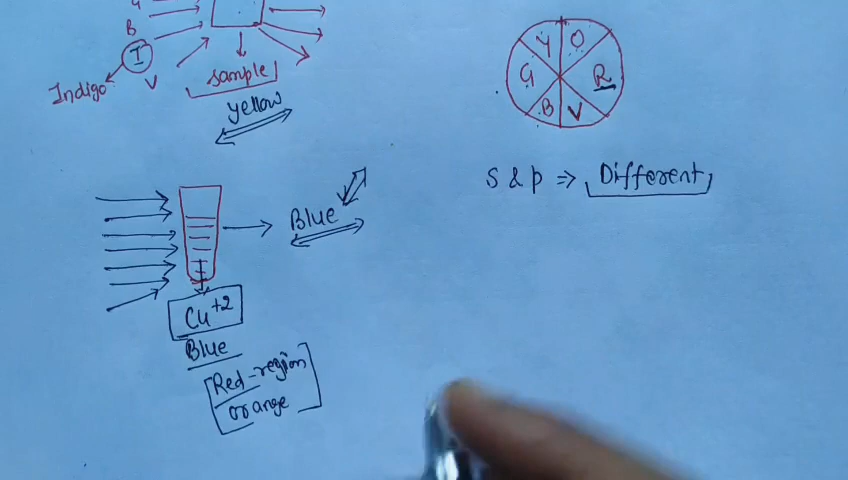 B
I
Indigo
V
sample
yellow
Y O
G R
B V
S & P => Different
Blue
Cu+2
Blue
Red-region
orange